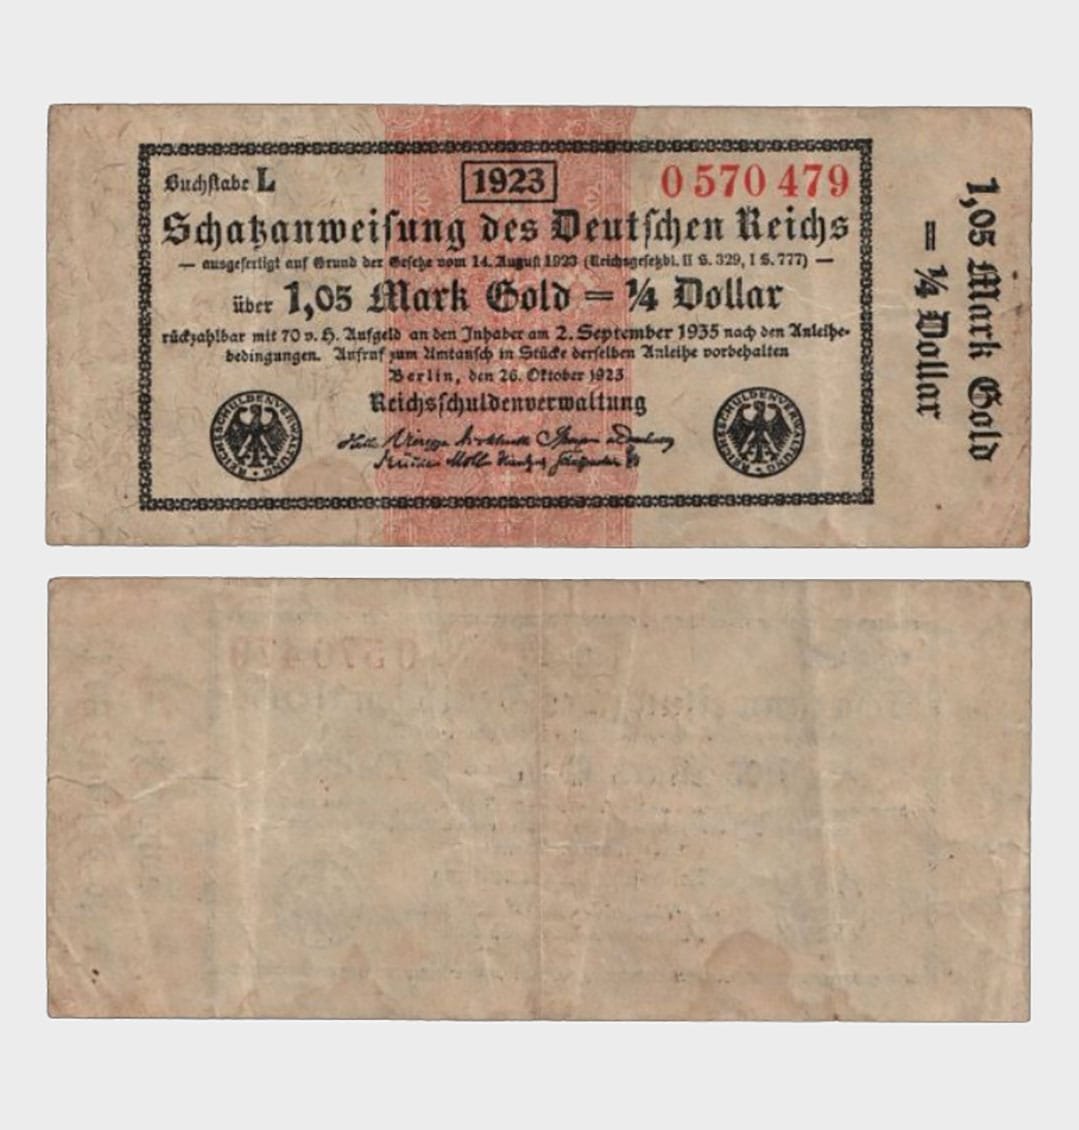 Buchstabe L
1923
0 570 479
Schatzanweisung des Deutschen Reichs
— ausgefertigt auf Grund der Gesetze vom 14. August 1923 (Reichsgesetzbl. II S. 329, I S. 777) —
über 1,05 Mark Gold = ¼ Dollar
rückzahlbar mit 70 v. H. Aufgeld an den Inhaber am 2. September 1935 nach den Anleihe-
bedingungen. Aufruf zum Umtausch in Stücke derselben Anleihe vorbehalten
Berlin, den 26. Oktober 1923
Reichsschuldenverwaltung
REICHSSCHULDENVERWALTUNG
REICHSSCHULDENVERWALTUNG
1,05 Mark Gold
= ¼ Dollar